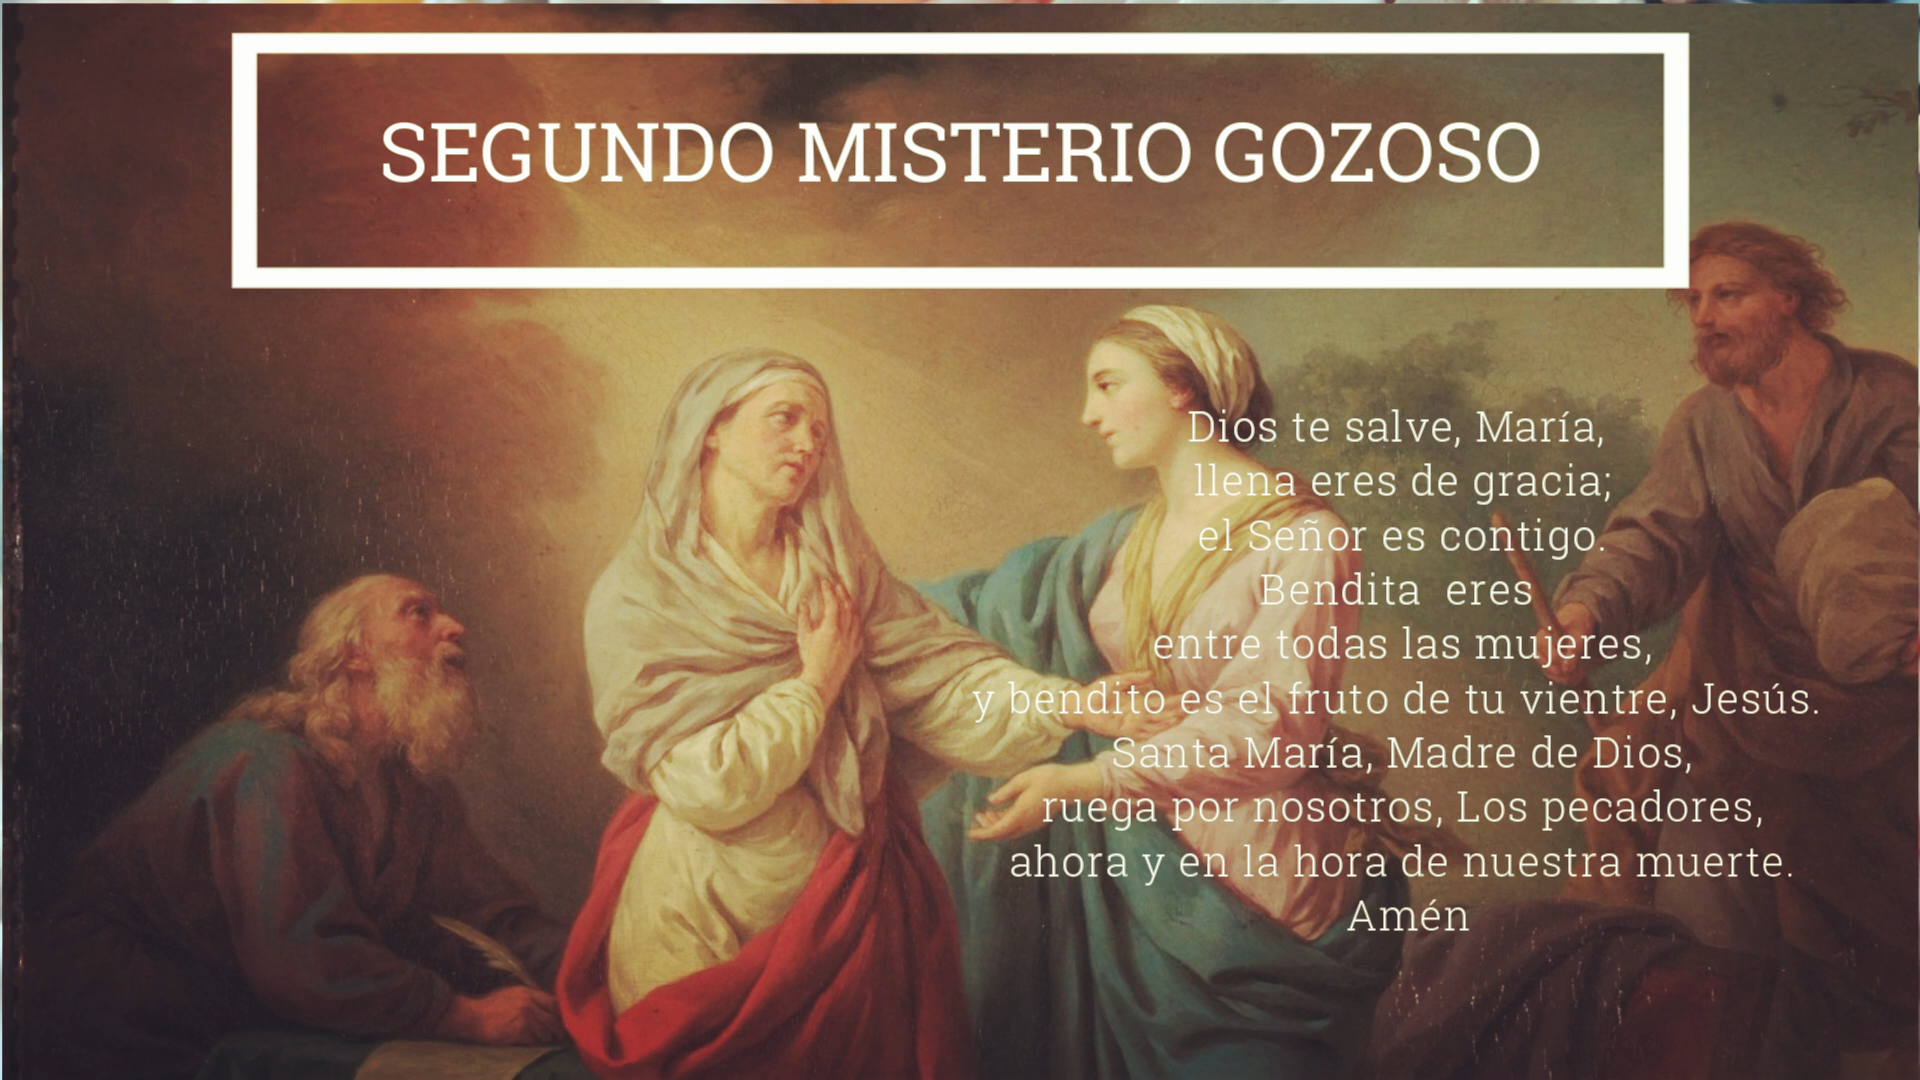 SEGUNDO MISTERIO GOZOSO
Dios te salve, María,
llena eres de gracia;
el Señor es contigo.
Bendita  eres
entre todas las mujeres,
y bendito es el fruto de tu vientre, Jesús.
Santa María, Madre de Dios,
ruega por nosotros, Los pecadores,
ahora y en la hora de nuestra muerte.
Amén